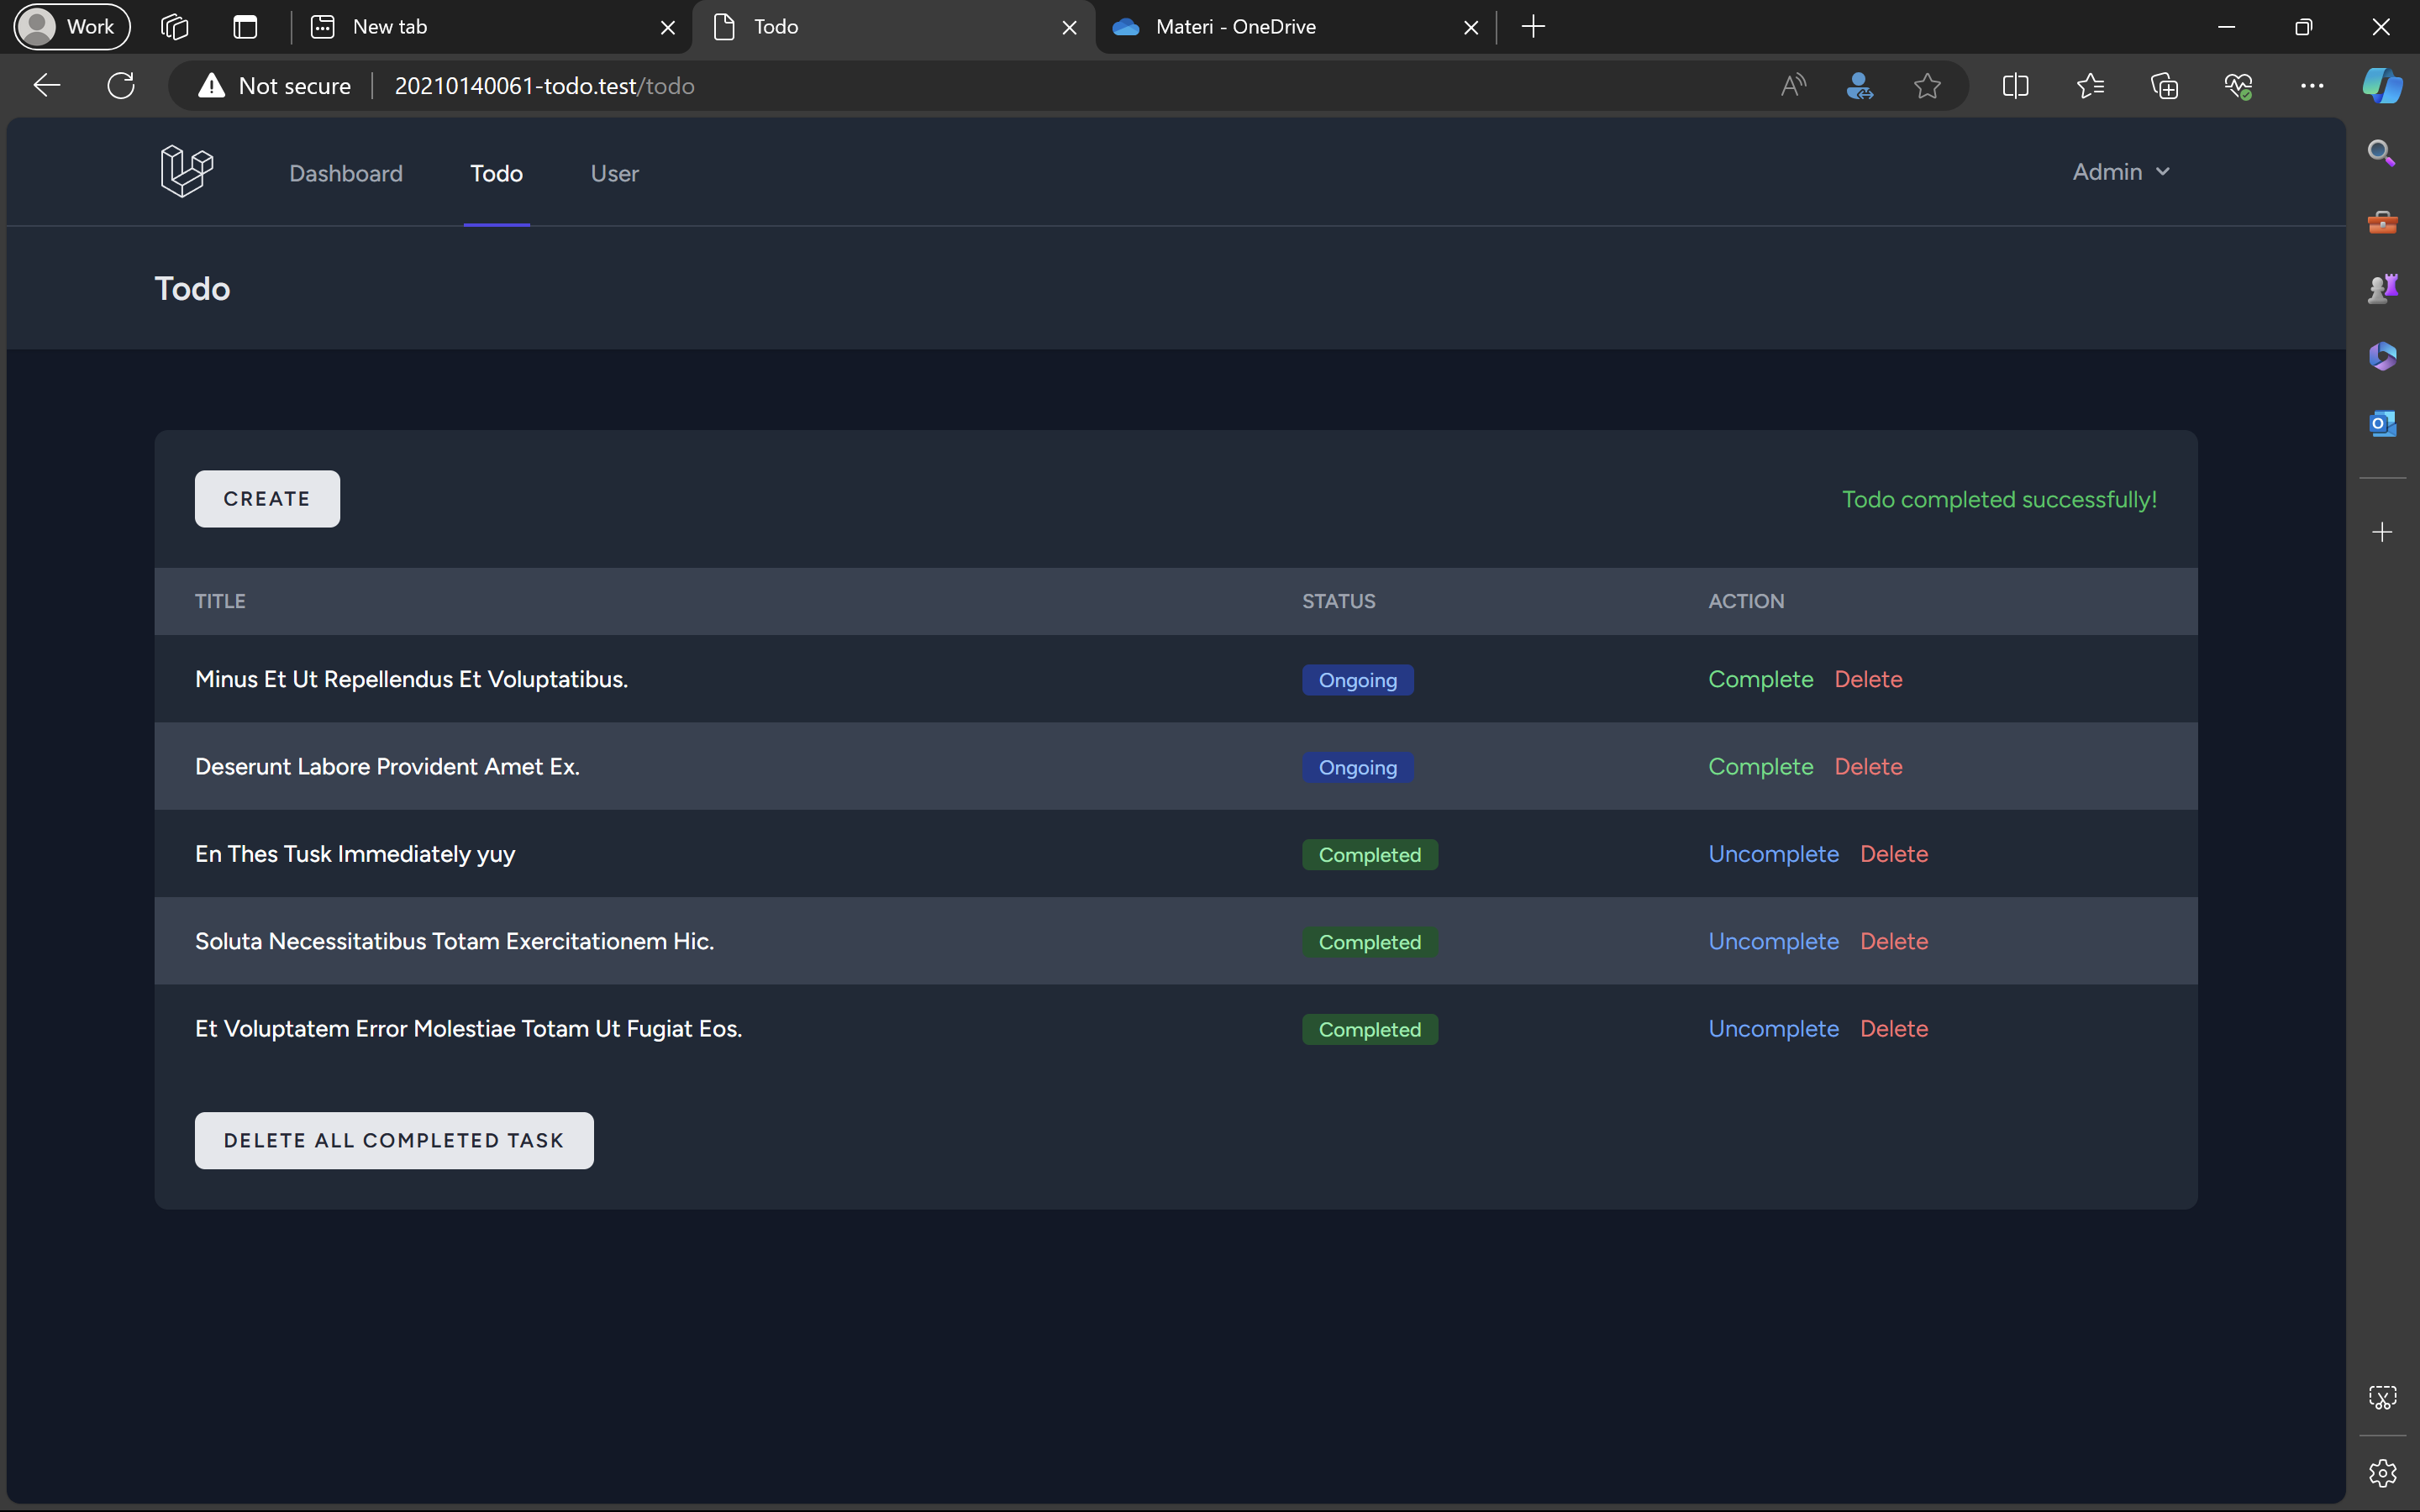 Work New tab Todo Materi - OneDrive
Not secure 20210140061-todo.test/todo
Dashboard Todo User Admin
Todo
CREATE Todo completed successfully!
TITLE STATUS ACTION
Minus Et Ut Repellendus Et Voluptatibus. Ongoing Complete Delete
Deserunt Labore Provident Amet Ex. Ongoing Complete Delete
En Thes Tusk Immediately yuy Completed Uncomplete Delete
Soluta Necessitatibus Totam Exercitationem Hic. Completed Uncomplete Delete
Et Voluptatem Error Molestiae Totam Ut Fugiat Eos. Completed Uncomplete Delete
DELETE ALL COMPLETED TASK